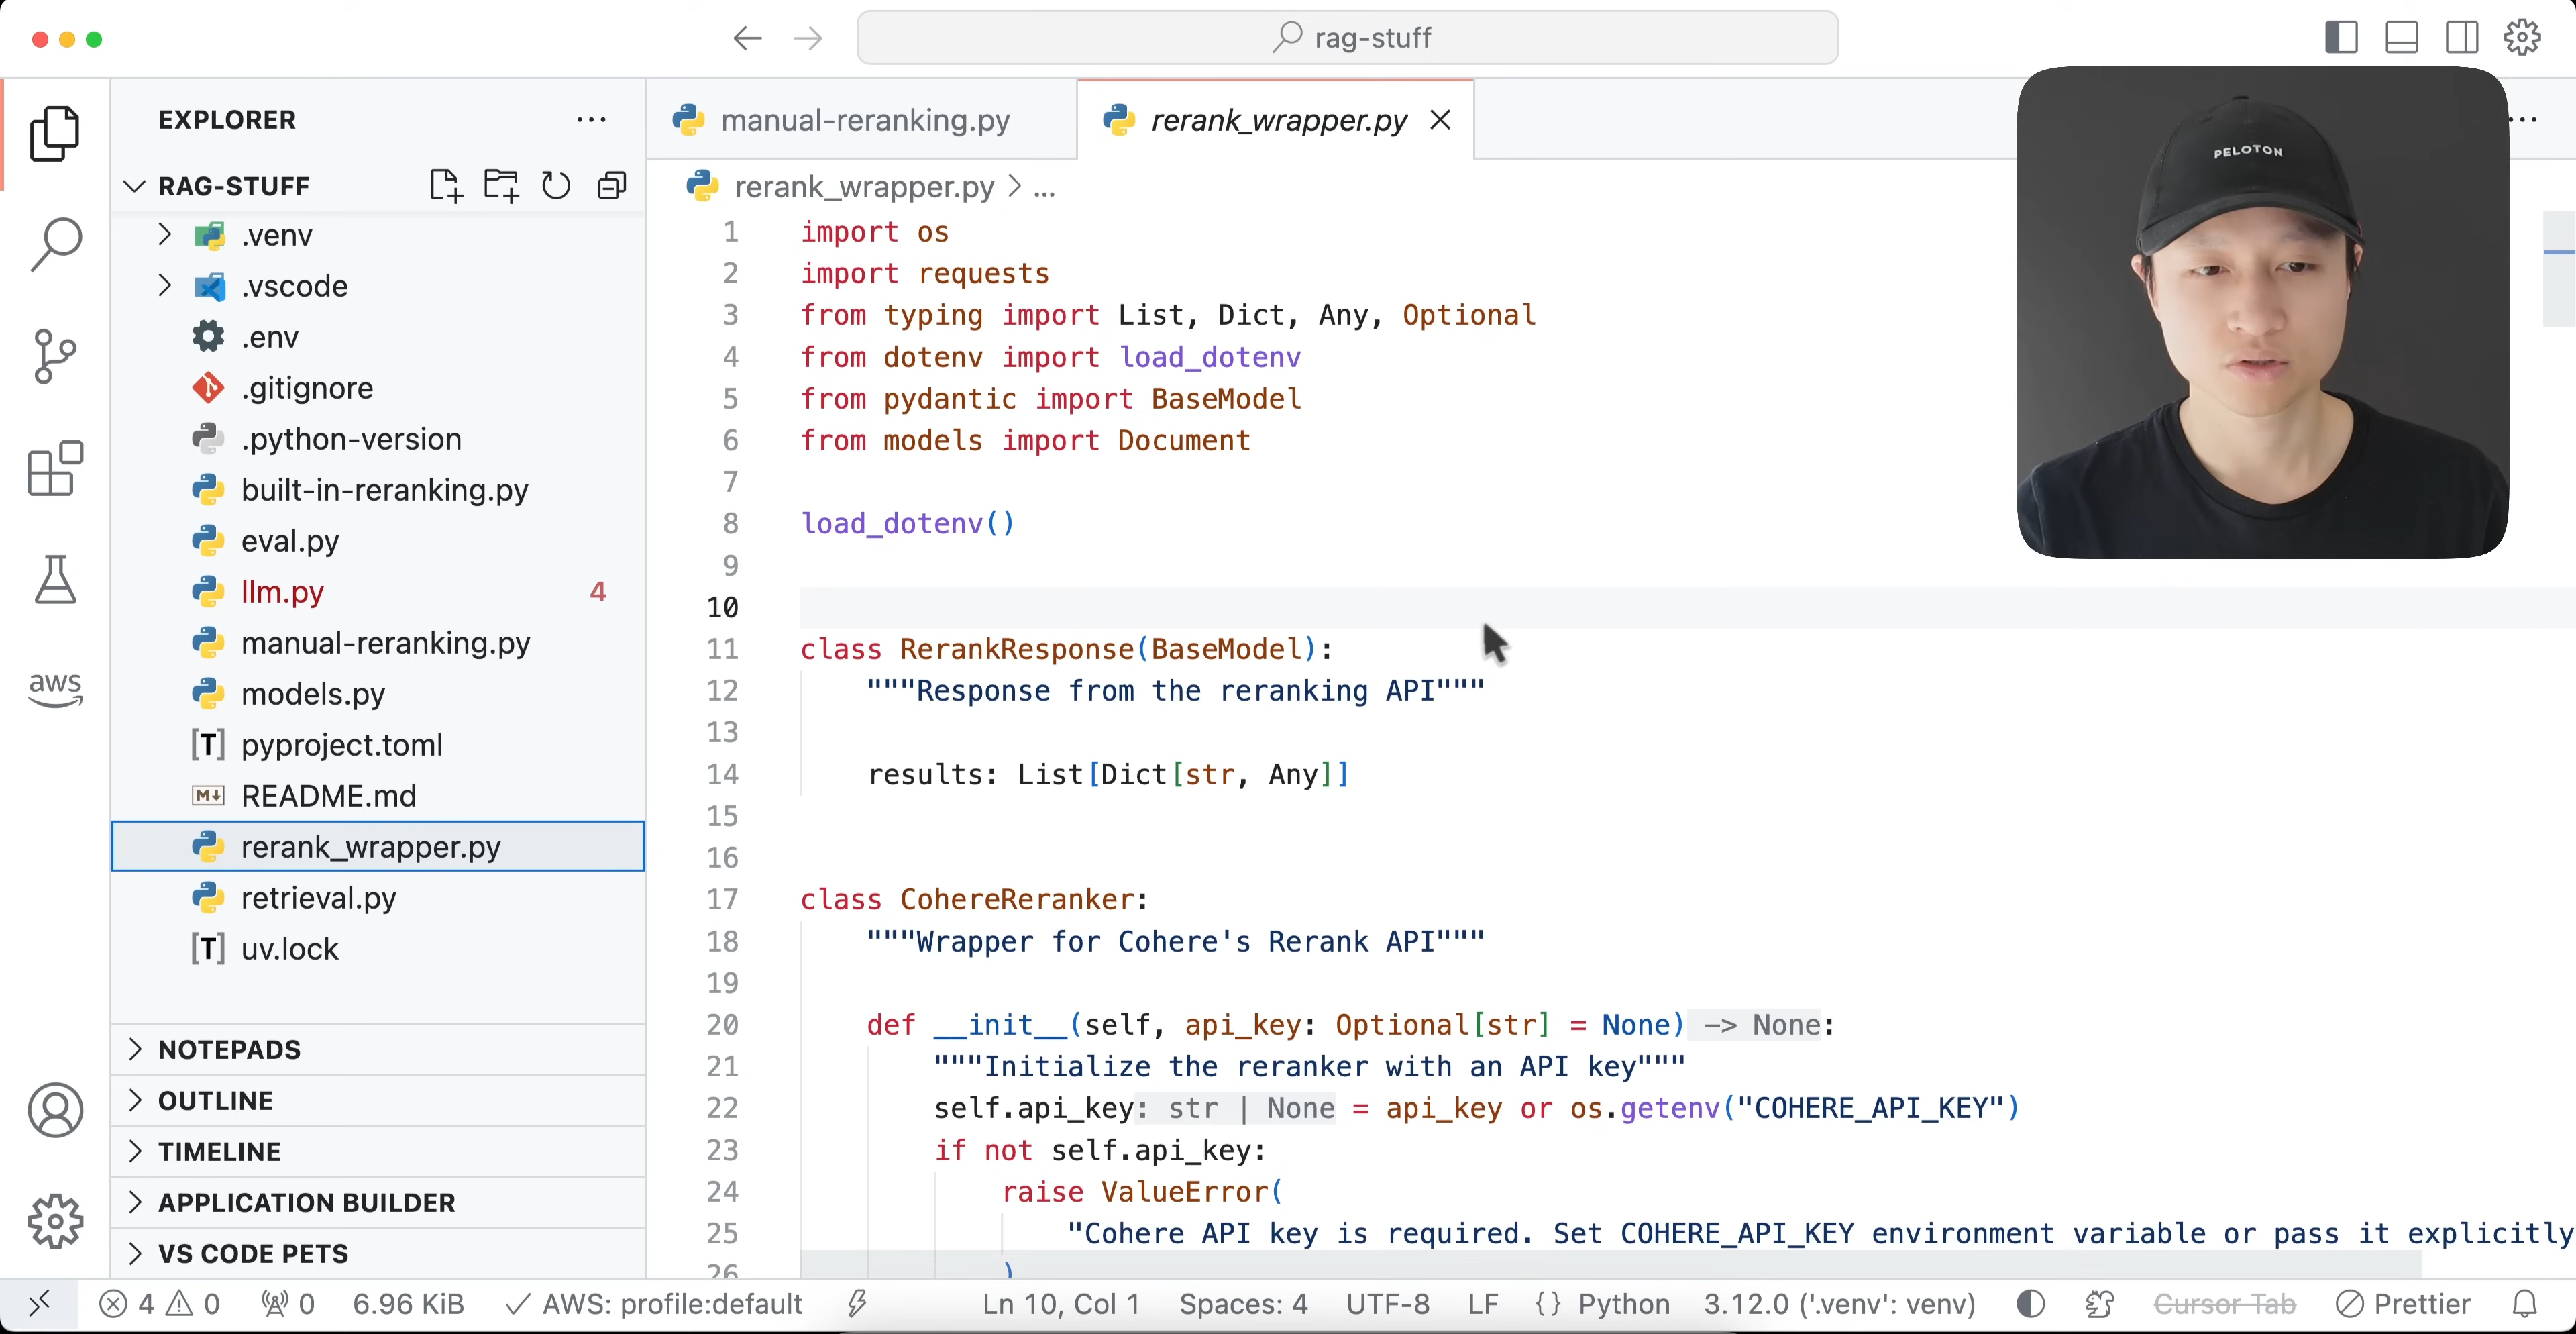 rag-stuff
EXPLORER
RAG-STUFF
.venv
.vscode
.env
.gitignore
.python-version
built-in-reranking.py
eval.py
llm.py 4
manual-reranking.py
models.py
[T] pyproject.toml
M↓ README.md
rerank_wrapper.py
retrieval.py
[T] uv.lock
NOTEPADS
OUTLINE
TIMELINE
APPLICATION BUILDER
VS CODE PETS
aws
manual-reranking.py
rerank_wrapper.py
rerank_wrapper.py > ...
1 import os
2 import requests
3 from typing import List, Dict, Any, Optional
4 from dotenv import load_dotenv
5 from pydantic import BaseModel
6 from models import Document
7
8 load_dotenv()
9
10
11 class RerankResponse(BaseModel):
12 """Response from the reranking API"""
13
14 results: List[Dict[str, Any]]
15
16
17 class CohereReranker:
18 """Wrapper for Cohere's Rerank API"""
19
20 def __init__(self, api_key: Optional[str] = None) -> None:
21 """Initialize the reranker with an API key"""
22 self.api_key: str | None = api_key or os.getenv("COHERE_API_KEY")
23 if not self.api_key:
24 raise ValueError(
25 "Cohere API key is required. Set COHERE_API_KEY environment variable or pass it explicitly
26 )
PELOTON
4 0 0 6.96 KiB AWS: profile:default Ln 10, Col 1 Spaces: 4 UTF-8 LF {} Python 3.12.0 ('.venv': venv) Cursor Tab Prettier